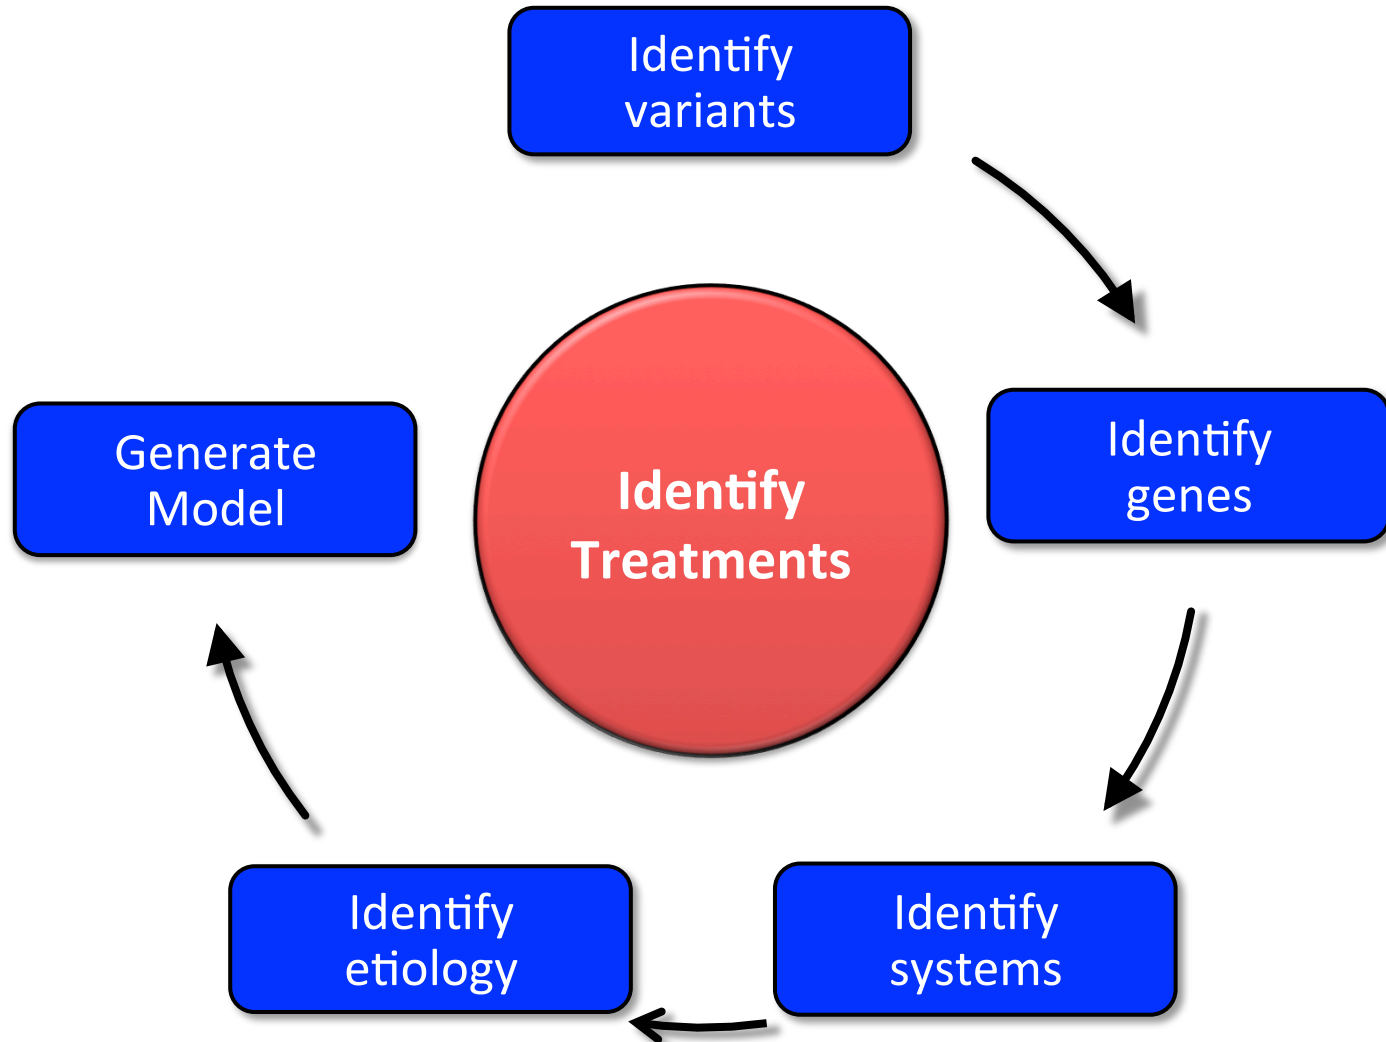 Identify
variants
Identify
genes
Identify
systems
Identify
etiology
Generate
Model
Identify
Treatments